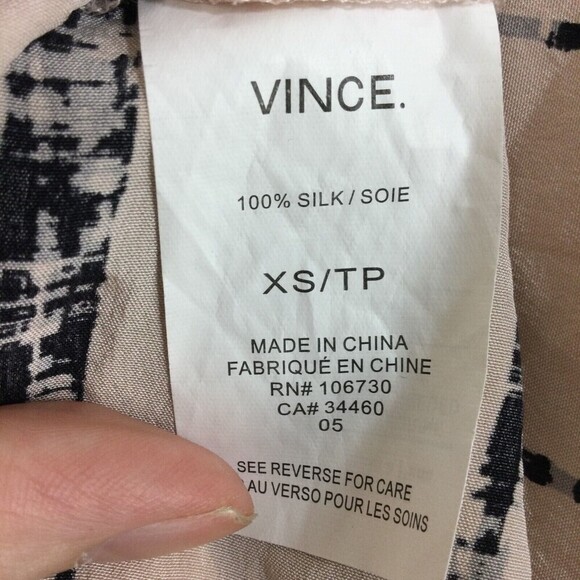 VINCE.
100% SILK / SOIE
XS/TP
MADE IN CHINA
FABRIQUÉ EN CHINE
RN# 106730
CA# 34460
05
SEE REVERSE FOR CARE
AU VERSO POUR LES SOINS